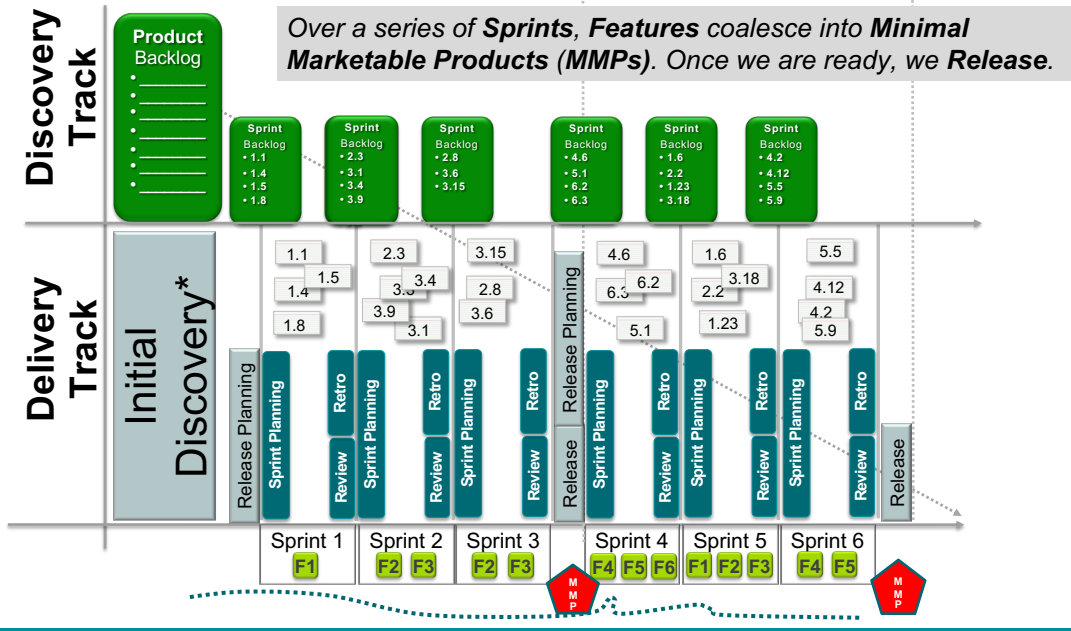 Over a series of Sprints, Features coalesce into Minimal
Marketable Products (MMPs). Once we are ready, we Release.
Discovery
Track
Product
Backlog
Sprint
Backlog
• 1.1
• 1.4
• 1.5
• 1.8
Sprint
Backlog
• 2.3
• 3.1
• 3.4
• 3.9
Sprint
Backlog
• 2.8
• 3.6
• 3.15
Sprint
Backlog
• 4.6
• 5.1
• 6.2
• 6.3
Sprint
Backlog
• 1.6
• 2.2
• 1.23
• 3.18
Sprint
Backlog
• 4.2
• 4.12
• 5.5
• 5.9
Delivery
Track
Initial
Discovery*
Release Planning
1.1
1.5
1.4
1.8
Sprint Planning
Retro
Review
2.3
3.4
3.9
3.1
Sprint Planning
Retro
Review
3.15
2.8
3.6
Sprint Planning
Retro
Review
Release Planning
Release
4.6
6.2
6.3
5.1
Sprint Planning
Retro
Review
1.6
3.18
2.2
1.23
Sprint Planning
Retro
Review
5.5
4.12
4.2
5.9
Sprint Planning
Retro
Review
Release
Sprint 1
F1
Sprint 2
F2 F3
Sprint 3
F2 F3
MMP
Sprint 4
F4 F5 F6
Sprint 5
F1 F2 F3
Sprint 6
F4 F5
MMP